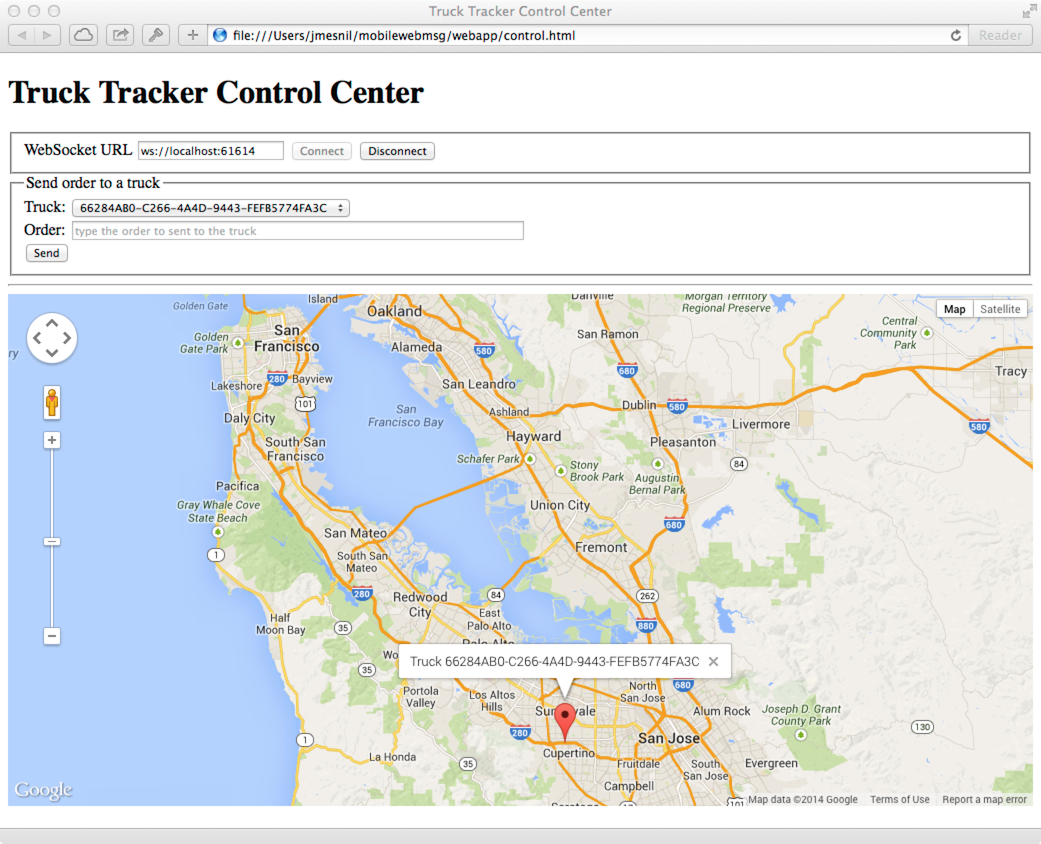 Truck Tracker Control Center
file:///Users/jmesnil/mobilewebmsg/webapp/control.html
Reader
Truck Tracker Control Center
WebSocket URL ws://localhost:61614 Connect Disconnect
Send order to a truck
Truck: 66284AB0-C266-4A4D-9443-FEFB5774FA3C
Order: type the order to sent to the truck
Send
Golden Gate
Island
Oakland
Danville
Morgan Territory
Regional Preserve
Map Satellite
San
Francisco
Golden
Gate Park
Alameda
580
San Ramon
Central
Community
Park
ry
680
580
Tracy
Lakeshore
280
Bayview
San Leandro
101
Daly City
San
Francisco Bay
Ashland
Dublin
580
Livermore
580
South San
Francisco
Hayward
Pleasanton
Schafer Park
Stony
Brook Park
84
Augustin
Bernal Park
Pacifica
Gray Whale Cove
State Beach
Union City
680
San Mateo
Fremont
1
South San
Mateo
280
Redwood
City
84
262
East
Palo Alto
Half
Moon Bay
35
880
Palo Alto
Wo
Truck 66284AB0-C266-4A4D-9443-FEFB5774FA3C
35
Portola
Valley
Los Altos
Hills
North
San Jose
680
Sunnyvale
Alum Rock
Joseph D. Grant
County Park
130
1
280
San Jose
La Honda
Cupertino
35
Fruitdale
South
San Jose
Evergreen
Campbell
Google
Saratoga
17
101
Map data ©2014 Google Terms of Use Report a map error